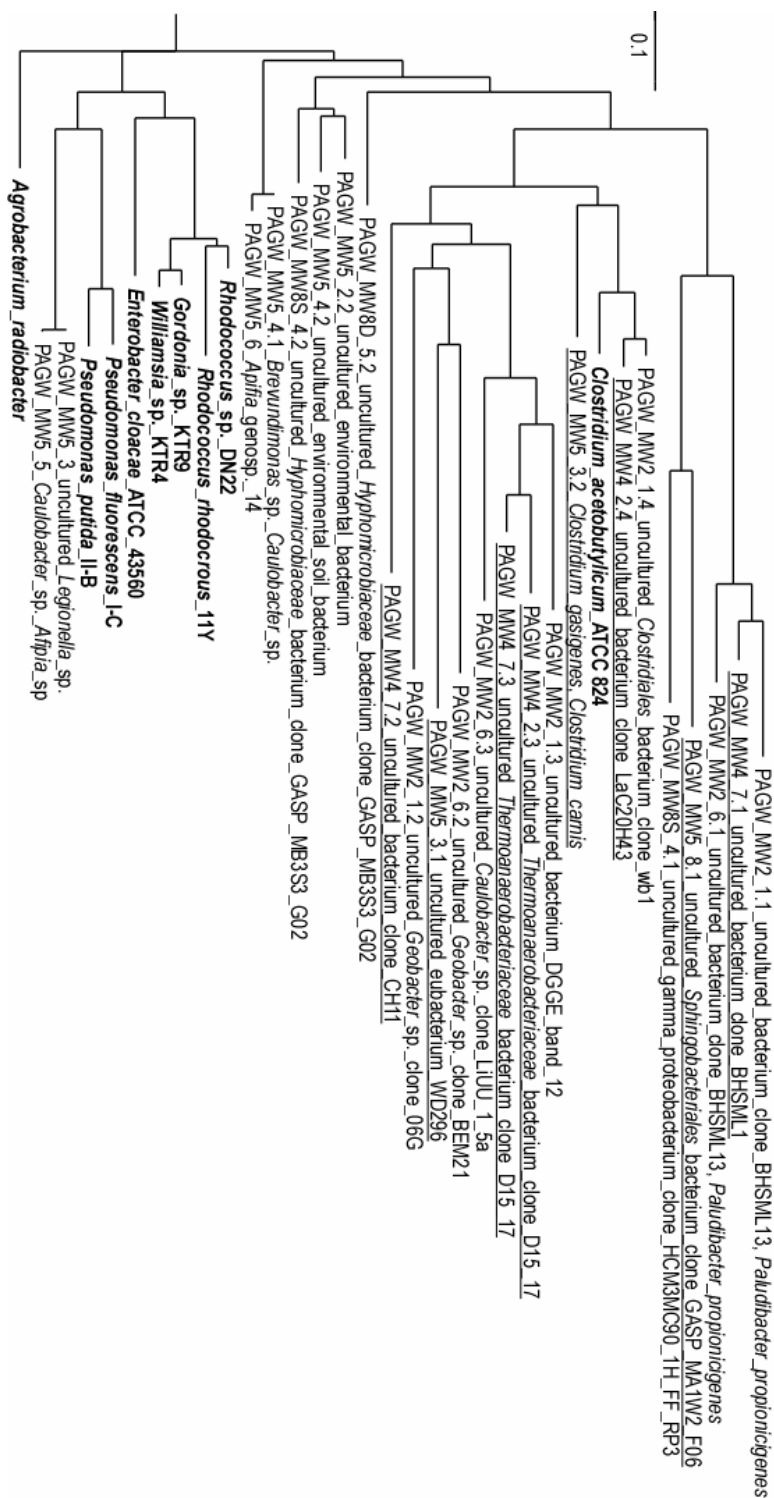 0.1
PAGW_MW2_1.1_uncultured_bacterium_clone_BHSML13, Paludibacter_propionicigenes
PAGW_MW4_7.1_uncultured_bacterium_clone_BHSML1
PAGW_MW2_6.1_uncultured_bacterium_clone_BHSML13, Paludibacter_propionicigenes
PAGW_MW5_8.1_uncultured_Sphingobacteriales_bacterium_clone_GASP_MA1W2_F06
PAGW_MW8S_4.1_uncultured_gamma_proteobacterium_clone_HCM3MC90_1H_FF_RP3
PAGW_MW2_1.4_uncultured_Clostridiales_bacterium_clone_wb1
PAGW_MW4_2.4_uncultured_bacterium_clone_LaC20H43
Clostridium_acetobutylicum_ATCC 824
PAGW_MW5_3.2_Clostridium gasigenes, Clostridium_carnis
PAGW_MW2_1.3_uncultured_bacterium_DGGE_band_12
PAGW_MW4_2.3_uncultured_Thermoanaerobacteriaceae_bacterium_clone_D15_17
PAGW_MW4_7.3_uncultured_Thermoanaerobacteriaceae_bacterium_clone_D15_17
PAGW_MW2_6.3_uncultured_Caulobacter_sp._clone_LiUU_1_5a
PAGW_MW2_6.2_uncultured_Geobacter_sp._clone_BEM21
PAGW_MW5_3.1_uncultured_eubacterium_WD296
PAGW_MW2_1.2_uncultured_Geobacter_sp._clone_06G
PAGW_MW4_7.2_uncultured_bacterium_clone_CH11
PAGW_MW8D_5.2_uncultured_Hyphomicrobiaceae_bacterium_clone_GASP_MB3S3_G02
PAGW_MW5_2.2_uncultured_environmental_bacterium
PAGW_MW5_4.2_uncultured_environmental_soil_bacterium
PAGW_MW8S_4.2_uncultured_Hyphomicrobiaceae_bacterium_clone_GASP_MB3S3_G02
PAGW_MW5_4.1_Brevundimonas_sp._Caulobacter_sp.
PAGW_MW5_6_Apifia_genosp._14
Rhodococcus_sp._DN22
Rhodococcus_rhodocrous_11Y
Gordonia_sp._KTR9
Williamsia_sp._KTR4
Enterobacter_cloacae_ATCC_43560
Pseudomonas_fluorescens_I-C
Pseudomonas_putida_II-B
PAGW_MW5_3_uncultured_Legionella_sp.
PAGW_MW5_5_Caulobacter_sp._Afipia_sp
Agrobacterium_radiobacter